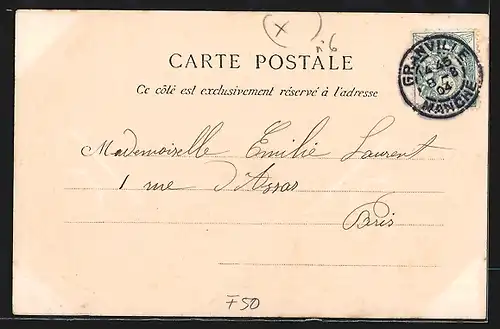 (x)
n°6
CARTE POSTALE
Ce côté est exclusivement réservé à l'adresse
GRANVILLE
04
MANCHE
Mademoiselle Emilie Laurent
1 rue d'Assas
Paris
F50